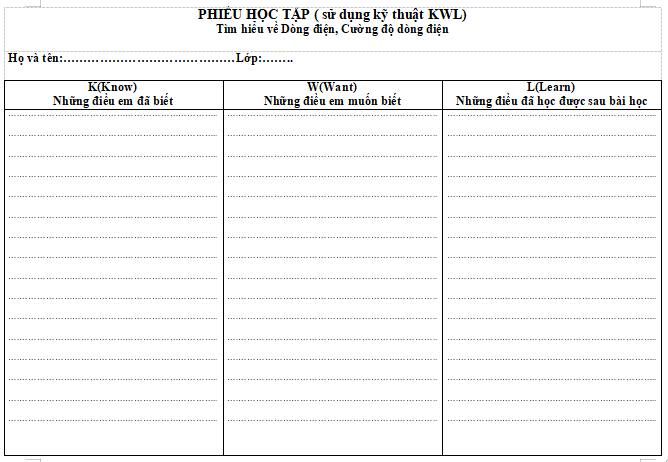 PHIẾU HỌC TẬP ( sử dụng kỹ thuật KWL)
Tìm hiểu về Dòng điện, Cường độ dòng điện
Họ và tên:……………………………………Lớp:……..
K(Know)
Những điều em đã biết
W(Want)
Những điều em muốn biết
L(Learn)
Những điều đã học được sau bài học